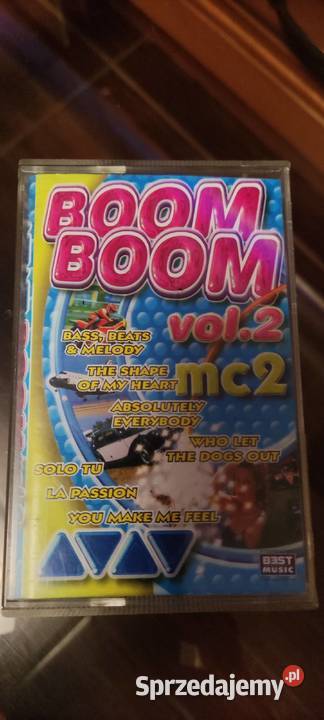 BOOM
BOOM
vol.2
mc2
BASS, BEATS
& MELODY
THE SHAPE
OF MY HEART
ABSOLUTELY
EVERYBODY
WHO LET
THE DOGS OUT
SOLO TU
LA PASSION
YOU MAKE ME FEEL
BEST
MUSIC
Sprzedajemy.pl